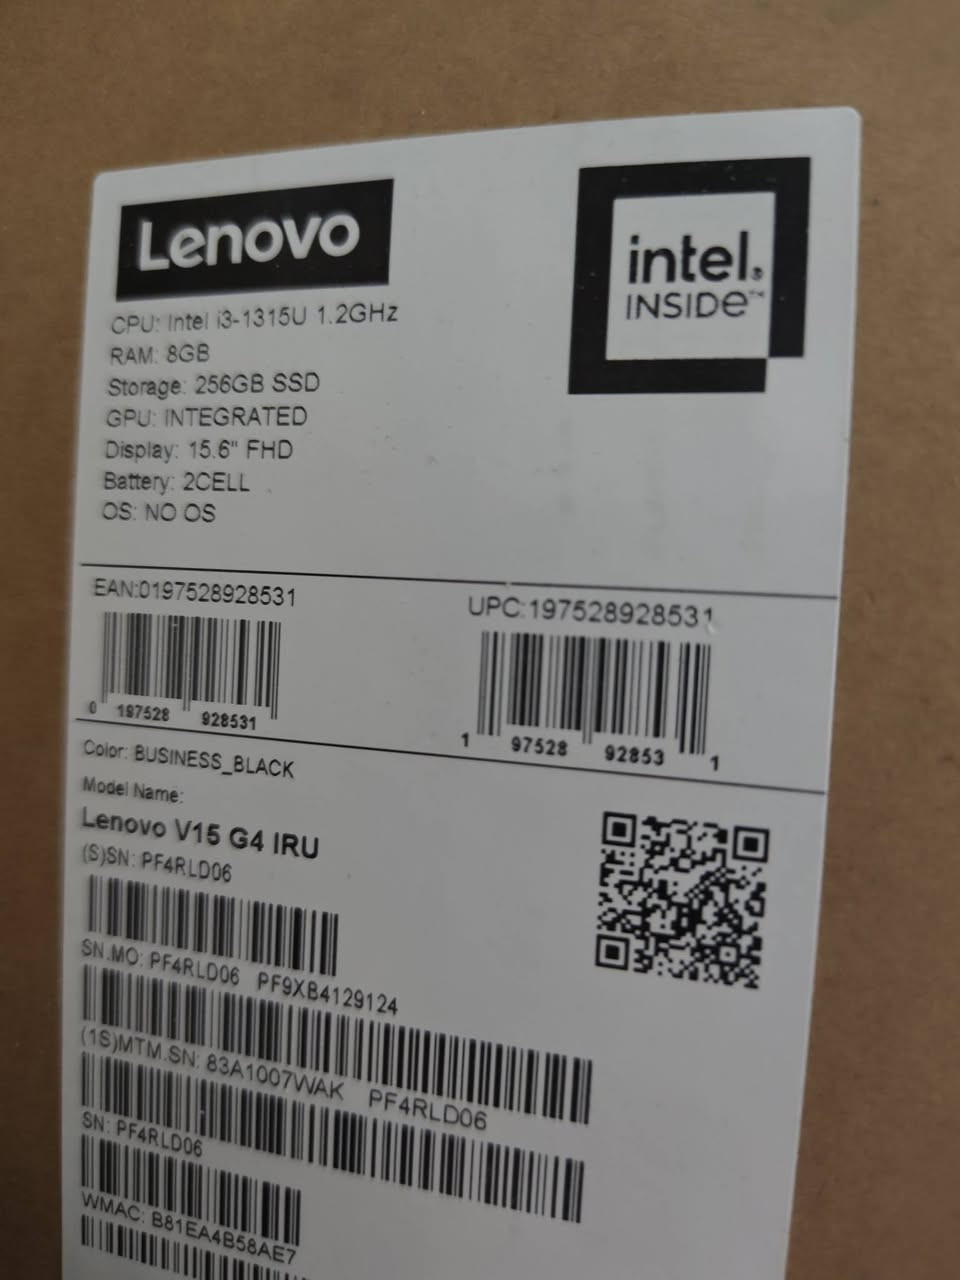 Lenovo
intel.
INSIDE™
CPU: Intel i3-1315U 1.2GHz
RAM: 8GB
Storage: 256GB SSD
GPU: INTEGRATED
Display: 15.6" FHD
Battery: 2CELL
OS: NO OS
EAN:0197528928531
0 197528 928531
UPC:197528928531
1 97528 92853 1
Color: BUSINESS_BLACK
Model Name:
Lenovo V15 G4 IRU
(S)SN: PF4RLD06
SN.MO: PF4RLD06 PF9XB4129124
(1S)MTM.SN: 83A1007WAK PF4RLD06
SN: PF4RLD06
WMAC: B81EA4B58AE7